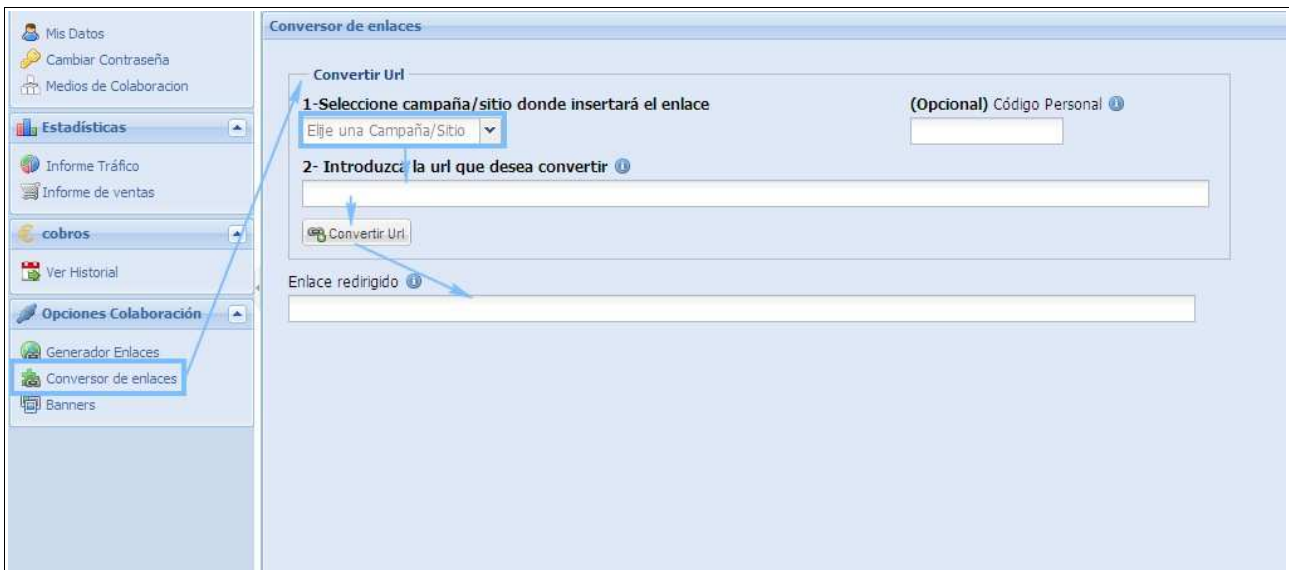 Mis Datos
Cambiar Contraseña
Medios de Colaboracion
Estadísticas
Informe Tráfico
Informe de ventas
cobros
Ver Historial
Opciones Colaboración
Generador Enlaces
Conversor de enlaces
Banners
Conversor de enlaces
Convertir Url
1-Seleccione campaña/sitio donde insertará el enlace
(Opcional) Código Personal
Elije una Campaña/Sitio
2- Introduzca la url que desea convertir
Convertir Url
Enlace redirigido